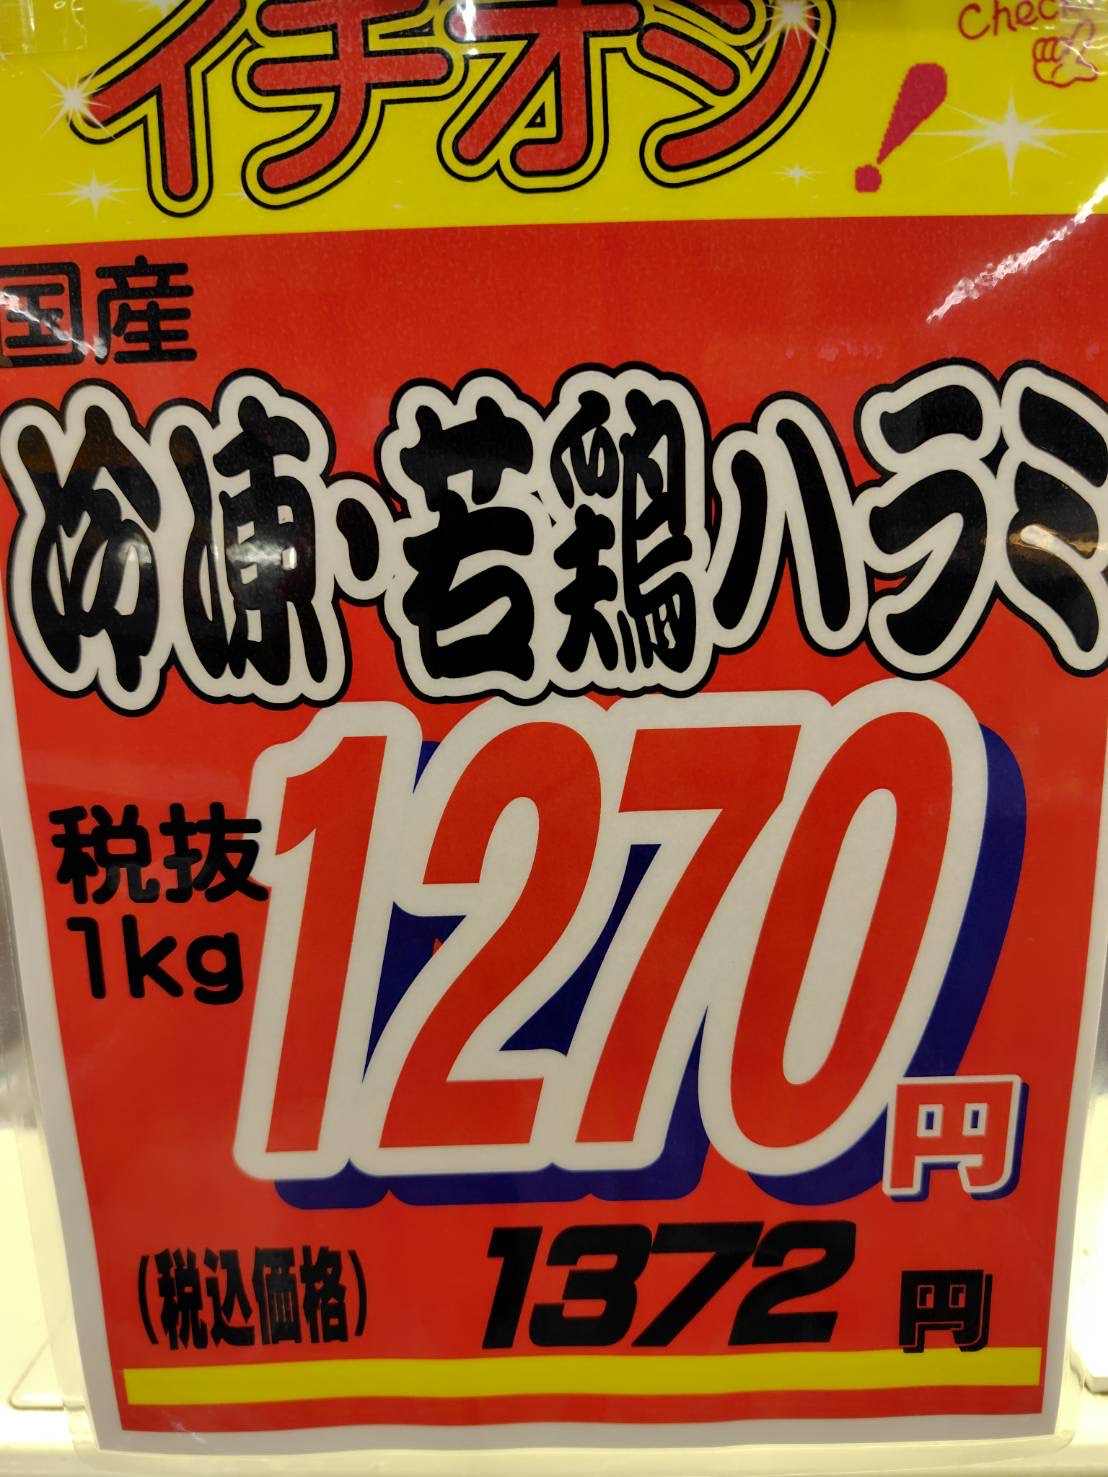 イチオシ!
Check
国産
冷凍・若鶏ハラミ
税抜
1kg
1270円
(税込価格) 1372円